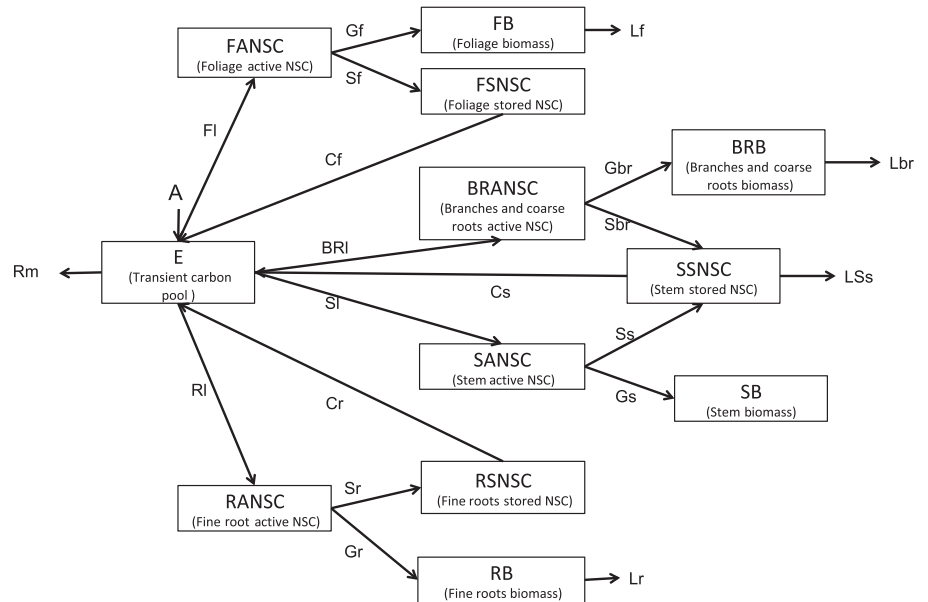 FB
(Foliage biomass)
Lf
Gf
FANSC
(Foliage active NSC)
Sf
FSNSC
(Foliage stored NSC)
Fl
Cf
BRB
(Branches and coarse
roots biomass)
Lbr
Gbr
BRANSC
(Branches and coarse
roots active NSC)
Sbr
A
BRl
E
(Transient carbon
pool )
Rm
SSNSC
(Stem stored NSC)
LSs
Cs
Sl
Ss
SANSC
(Stem active NSC)
Gs
SB
(Stem biomass)
Rl
Cr
RSNSC
(Fine roots stored NSC)
Sr
RANSC
(Fine root active NSC)
Gr
RB
(Fine roots biomass)
Lr